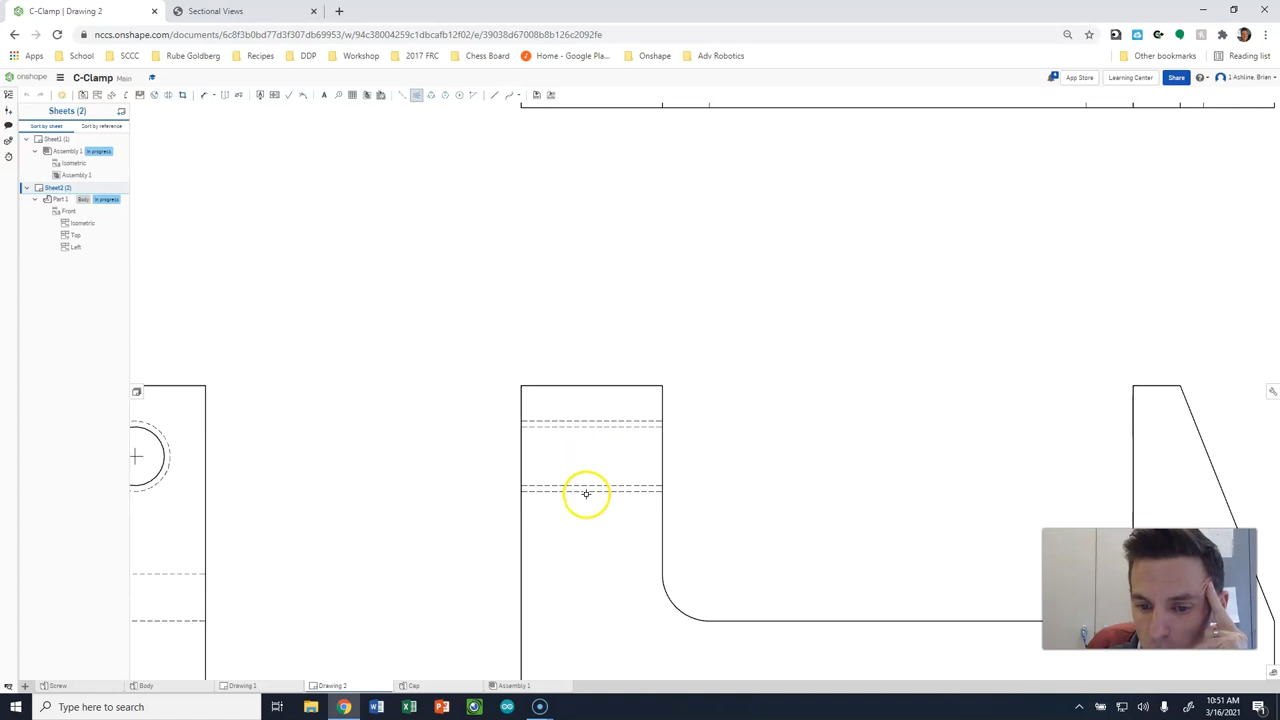 C-Clamp | Drawing 2
Sectional Views
nccs.onshape.com/documents/6c8f3b0bd77d3f307db69953/w/94c38004259c1dbcafb12f02/e/39038d67008b8b126c2092fe
Apps
School
SCCC
Rube Goldberg
Recipes
DDP
Workshop
2017 FRC
Chess Board
Home - Google Pla...
Onshape
Adv Robotics
Other bookmarks
Reading list
onshape
C-Clamp Main
App Store
Learning Center
Share
1 Ashline, Brian
Sheets (2)
Sort by sheet
Sort by reference
Sheet1 (1)
Assembly 1 In progress
Isometric
Assembly 1
Sheet2 (2)
Part 1 Body In progress
Front
Isometric
Top
Left
Screw
Body
Drawing 1
Drawing 2
Cap
Assembly 1
Type here to search
10:51 AM
3/16/2021